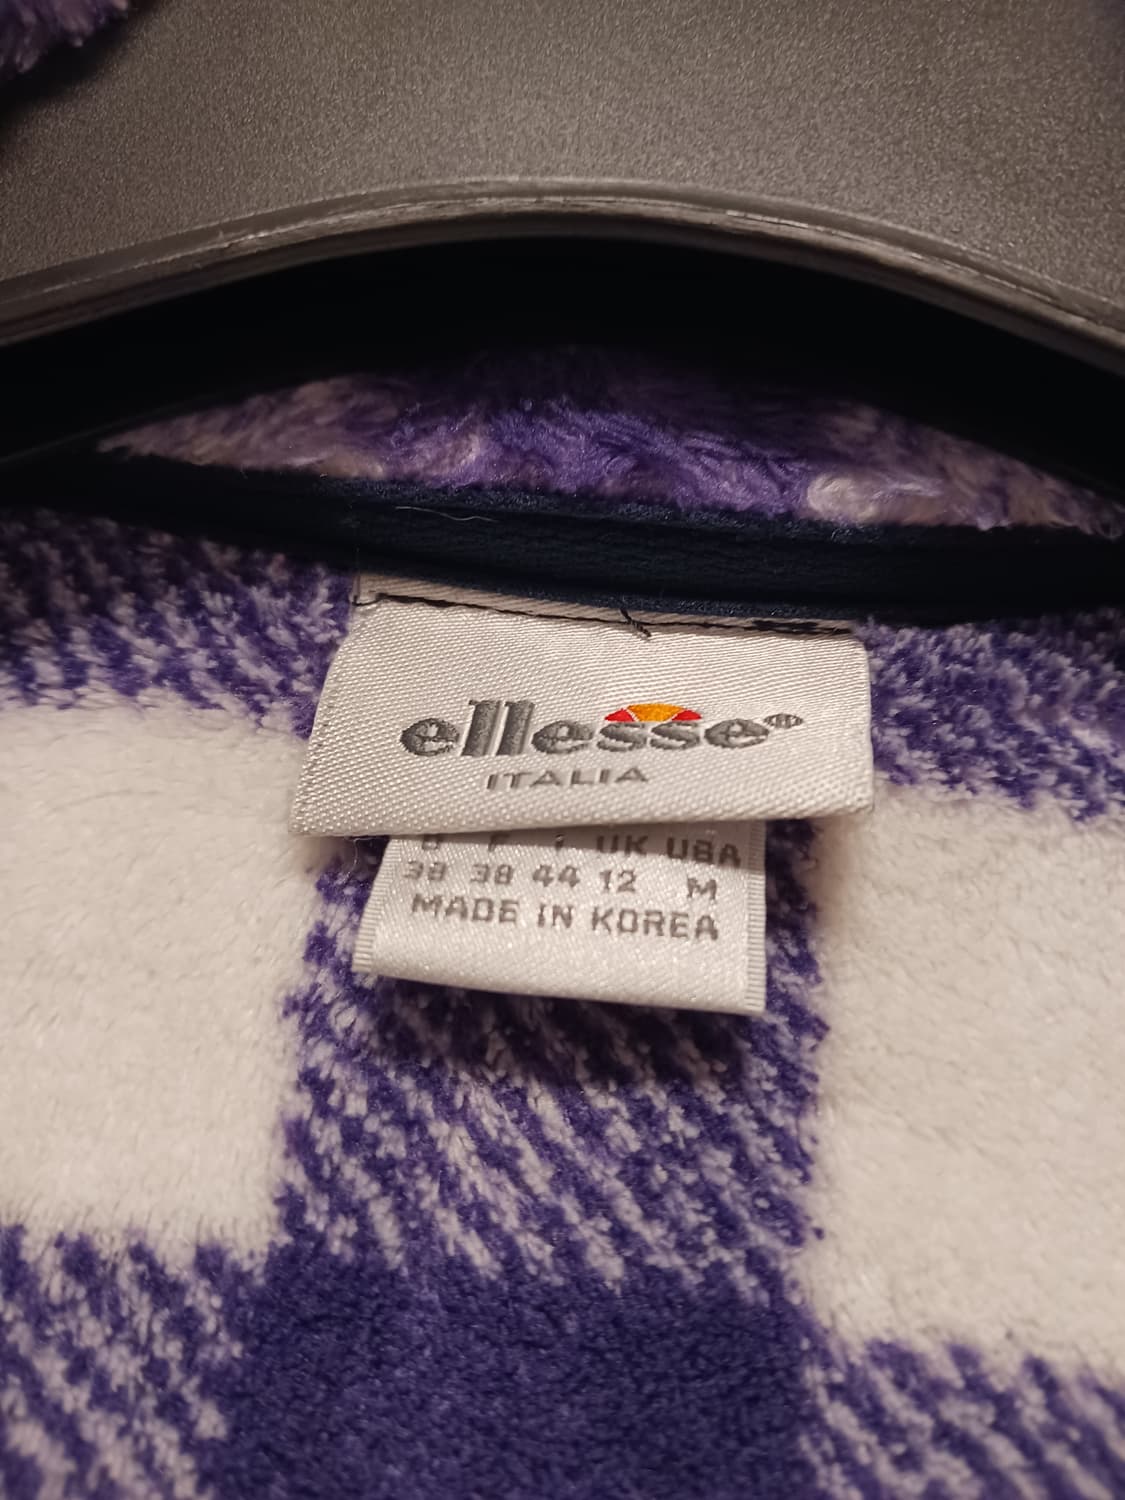 ellesse®
ITALIA
UK USA
38 38 44 12 M
MADE IN KOREA